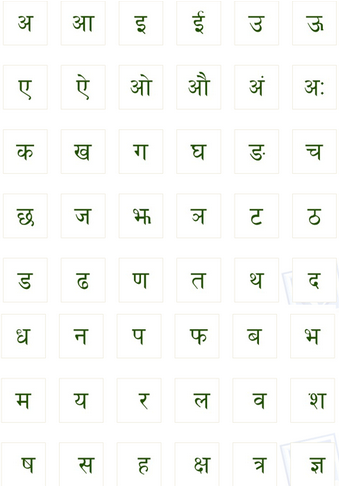 अ आ इ ई उ ऊ
ए ऐ ओ औ अं अः
क ख ग घ ङ च
छ ज झ ञ ट ठ
ड ढ ण त थ द
ध न प फ ब भ
म य र ल व श
ष स ह क्ष त्र ज्ञ